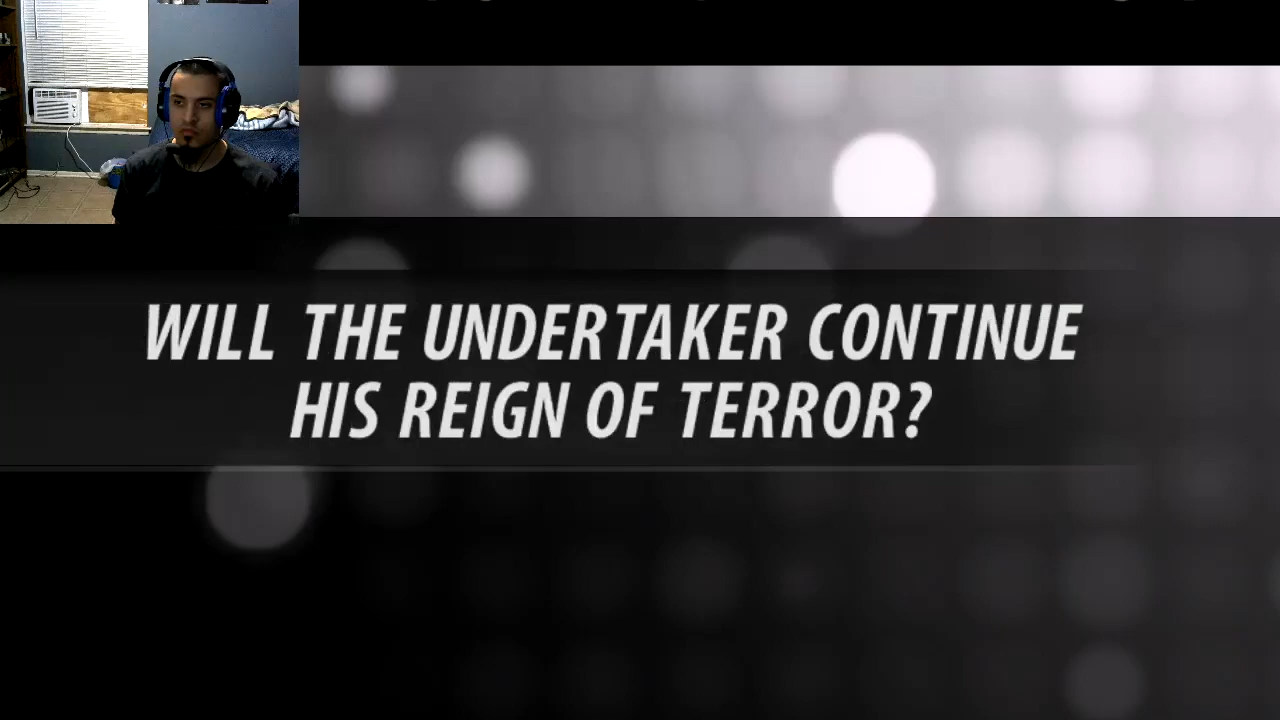 WILL THE UNDERTAKER CONTINUE
HIS REIGN OF TERROR?